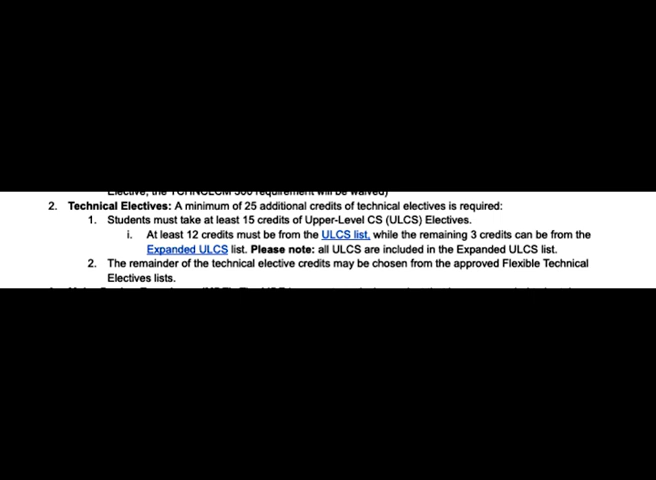 2. Technical Electives: A minimum of 25 additional credits of technical electives is required:
1. Students must take at least 15 credits of Upper-Level CS (ULCS) Electives.
i. At least 12 credits must be from the ULCS list, while the remaining 3 credits can be from the
Expanded ULCS list. Please note: all ULCS are included in the Expanded ULCS list.
2. The remainder of the technical elective credits may be chosen from the approved Flexible Technical
Electives lists.